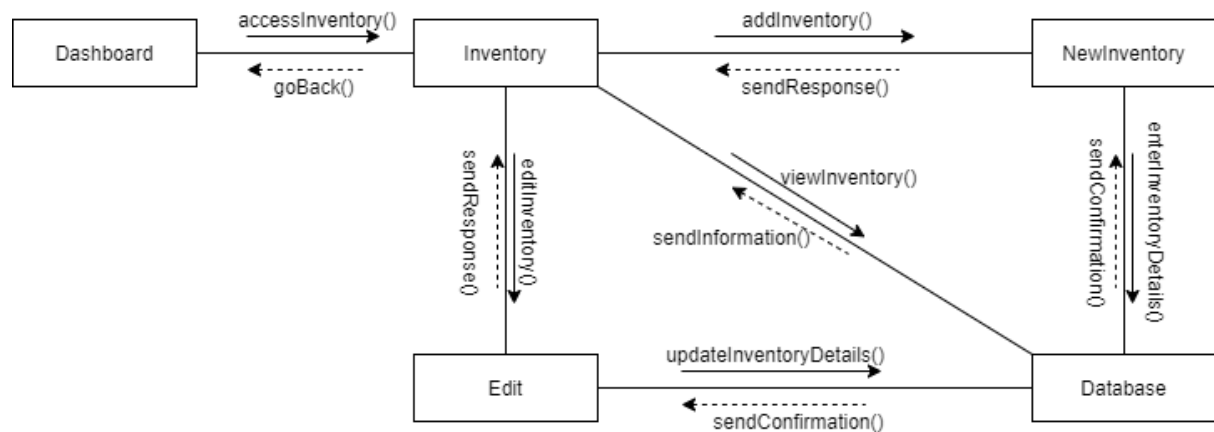 accessInventory()
addInventory()
Dashboard
Inventory
NewInventory
goBack()
sendResponse()
sendResponse()
editInventory()
viewInventory()
sendInformation()
sendConfirmation()
enterInventoryDetails()
updateInventoryDetails()
Edit
Database
sendConfirmation()